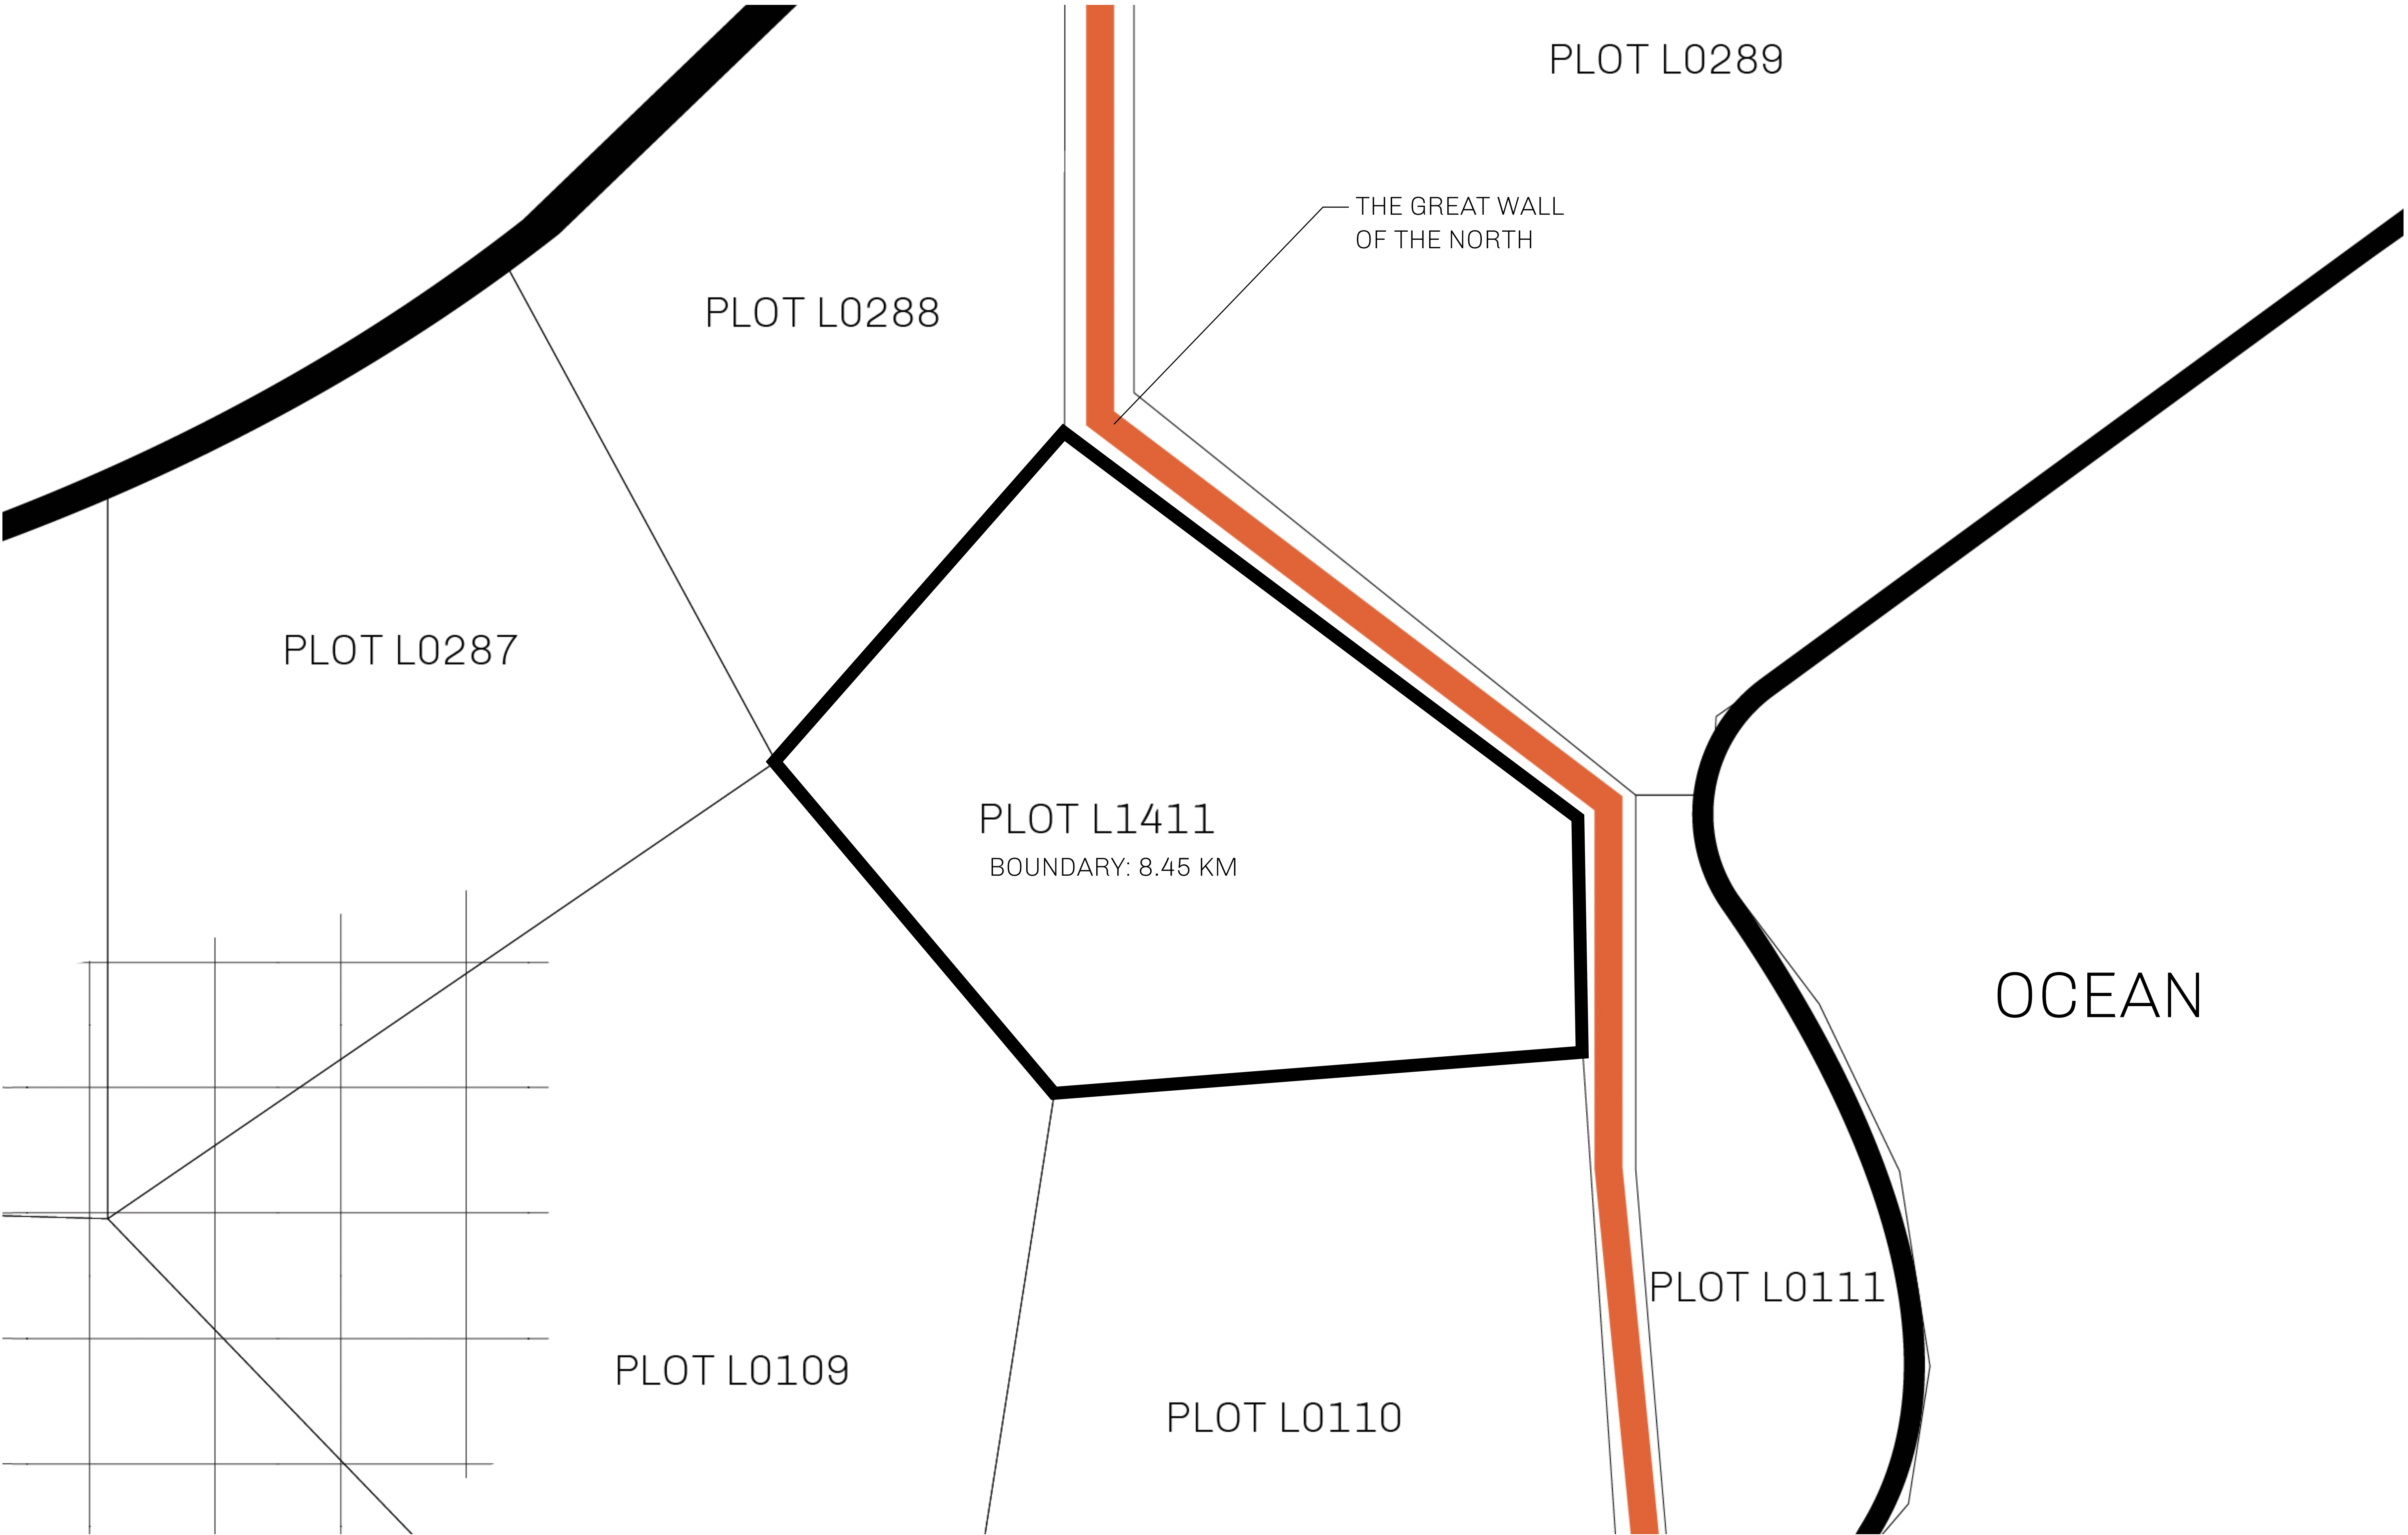 PLOT L0289
THE GREAT WALL
OF THE NORTH
PLOT L0288
PLOT L0287
PLOT L1411
BOUNDARY: 8.45 KM
OCEAN
PLOT L0111
PLOT L0109
PLOT L0110